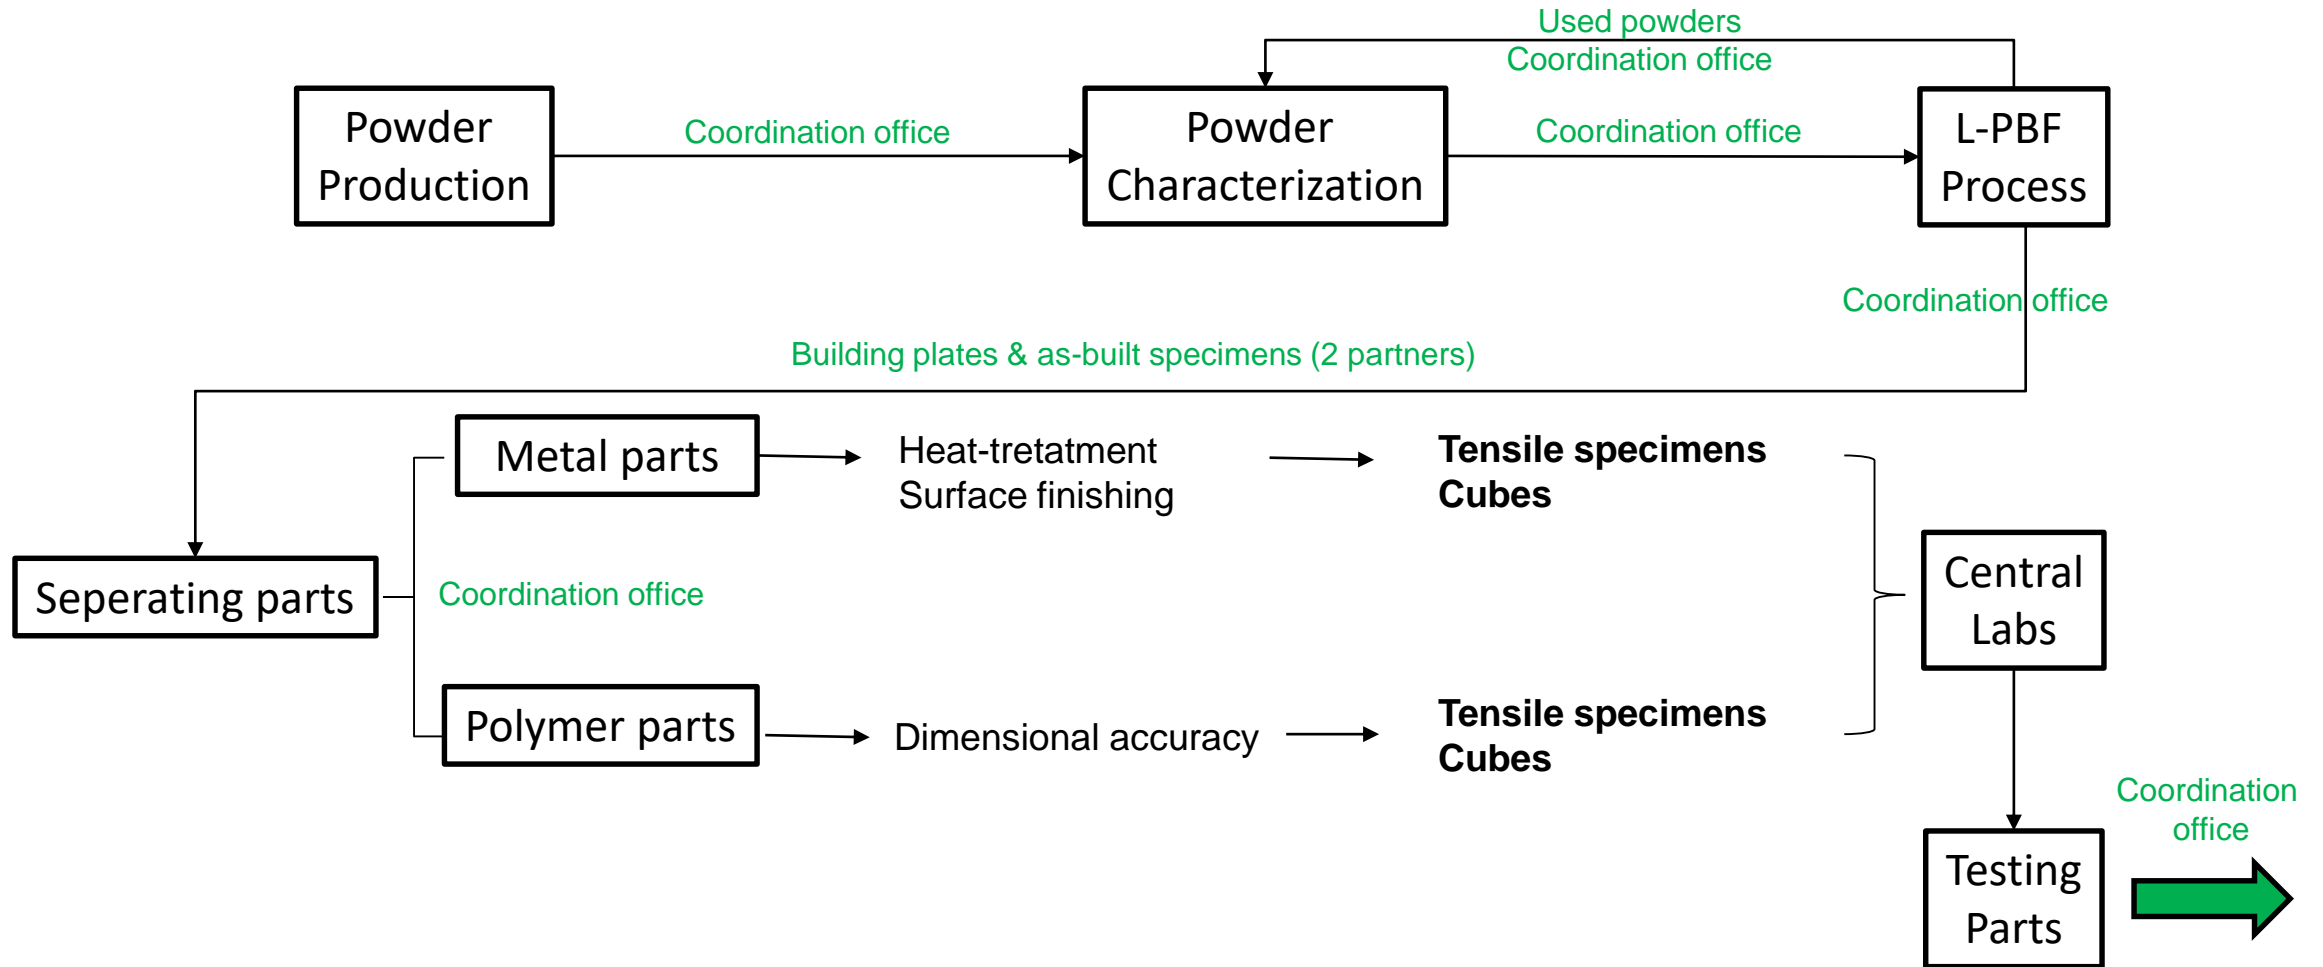 Used powders
Coordination office
Powder
Production
Coordination office
Powder
Characterization
Coordination office
L-PBF
Process
Coordination office
Building plates & as-built specimens (2 partners)
Metal parts
Heat-tretatment
Surface finishing
Tensile specimens
Cubes
Seperating parts
Coordination office
Central
Labs
Polymer parts
Dimensional accuracy
Tensile specimens
Cubes
Coordination
office
Testing
Parts